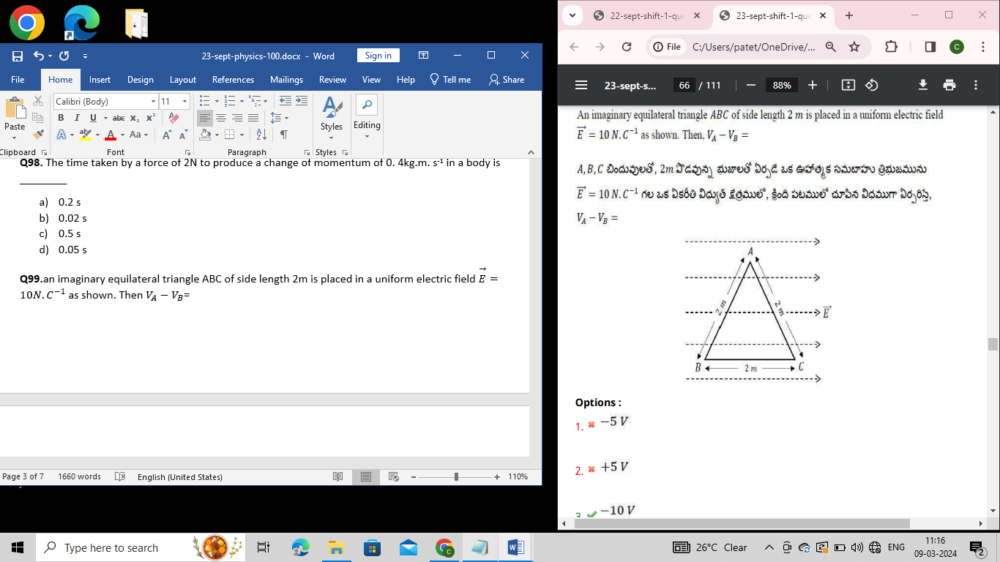 23-sept-physics-100.docx - Word
Sign in
File Home Insert Design Layout References Mailings Review View Help Tell me Share
Calibri (Body) 11
Paste
B I U abc x₂ x²
A aby A Aa A A
Styles
Editing
Clipboard Font Paragraph Styles
Q98. The time taken by a force of 2N to produce a change of momentum of 0. 4kg.m. s⁻¹ in a body is
________
a) 0.2 s
b) 0.02 s
c) 0.5 s
d) 0.05 s
Q99.an imaginary equilateral triangle ABC of side length 2m is placed in a uniform electric field E⃗ =
10N.C⁻¹ as shown. Then V_A − V_B=
Page 3 of 7 1660 words English (United States) 110%
22-sept-shift-1-que
23-sept-shift-1-que
File C:/Users/patet/OneDrive/...
C
23-sept-s... 66 / 111 88%
An imaginary equilateral triangle ABC of side length 2 m is placed in a uniform electric field
E⃗ = 10 N.C⁻¹ as shown. Then, V_A − V_B =
A, B, C బిందువులతో, 2m పొడవున్న భుజాలతో ఏర్పడే ఒక ఊహాత్మక సమబాహు త్రిభుజమును
E⃗ = 10 N.C⁻¹ గల ఒక ఏకరీతి విధ్యుత్ క్షేత్రములో, క్రింది పటములో చూపిన విధముగా ఏర్పరిస్తే,
V_A − V_B =
A
2 m
2 m
E⃗
B
2 m
C
Options :
1. −5 V
2. +5 V
3. −10 V
Type here to search
26°C Clear
ENG
11:16
09-03-2024
2